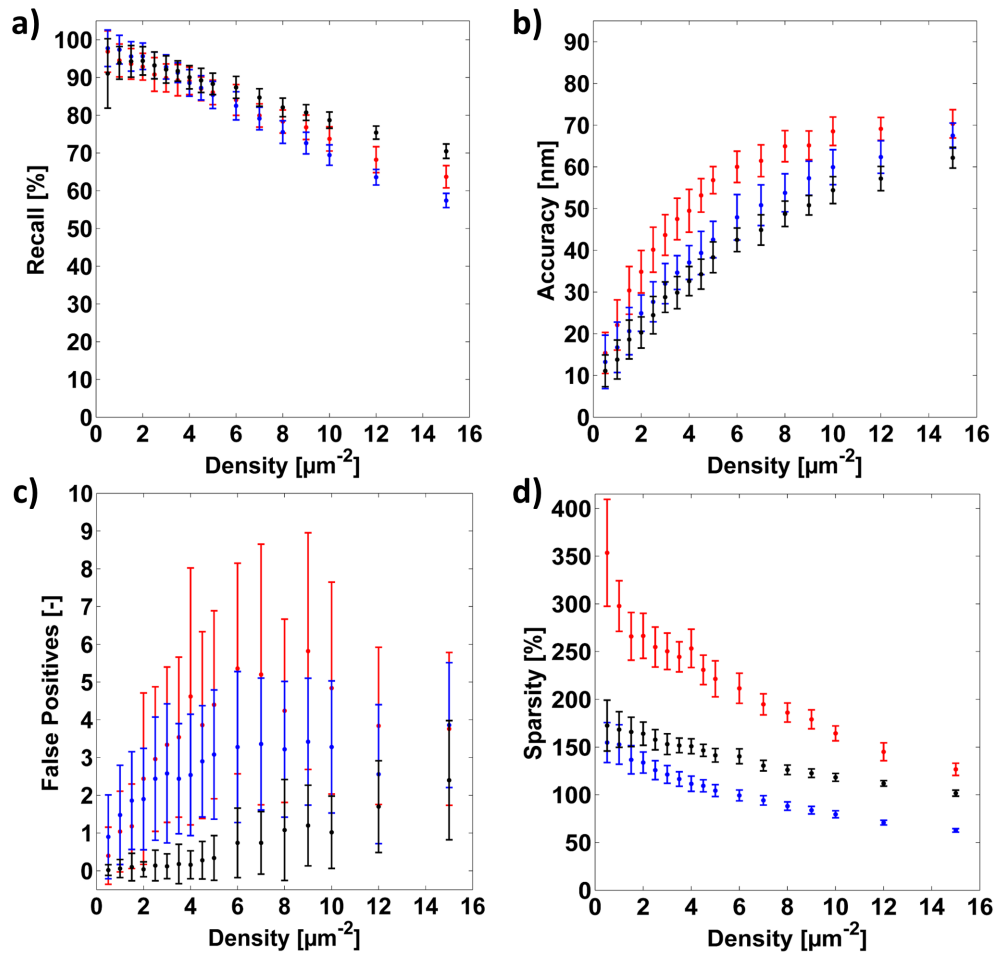 a)
Recall [%]
100
90
80
70
60
50
40
30
20
10
0
0 2 4 6 8 10 12 14 16
Density [µm-2]
b)
Accuracy [nm]
90
80
70
60
50
40
30
20
10
0
0 2 4 6 8 10 12 14 16
Density [µm-2]
c)
False Positives [-]
10
9
8
7
6
5
4
3
2
1
0
0 2 4 6 8 10 12 14 16
Density [µm-2]
d)
Sparsity [%]
400
350
300
250
200
150
100
50
0
0 2 4 6 8 10 12 14 16
Density [µm-2]